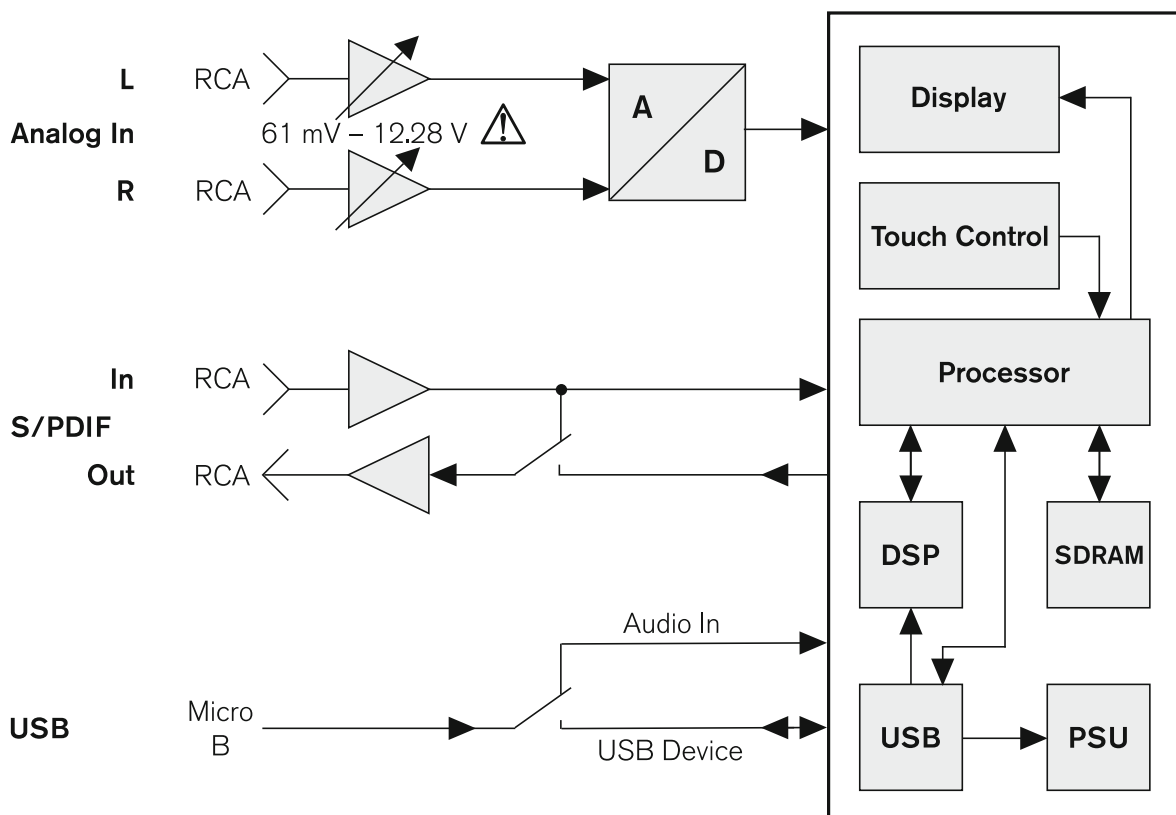 L RCA
Analog In 61 mV – 12.28 V
R RCA
A
D
In RCA
S/PDIF
Out RCA
Audio In
USB Micro
B
USB Device
Display
Touch Control
Processor
DSP SDRAM
USB PSU